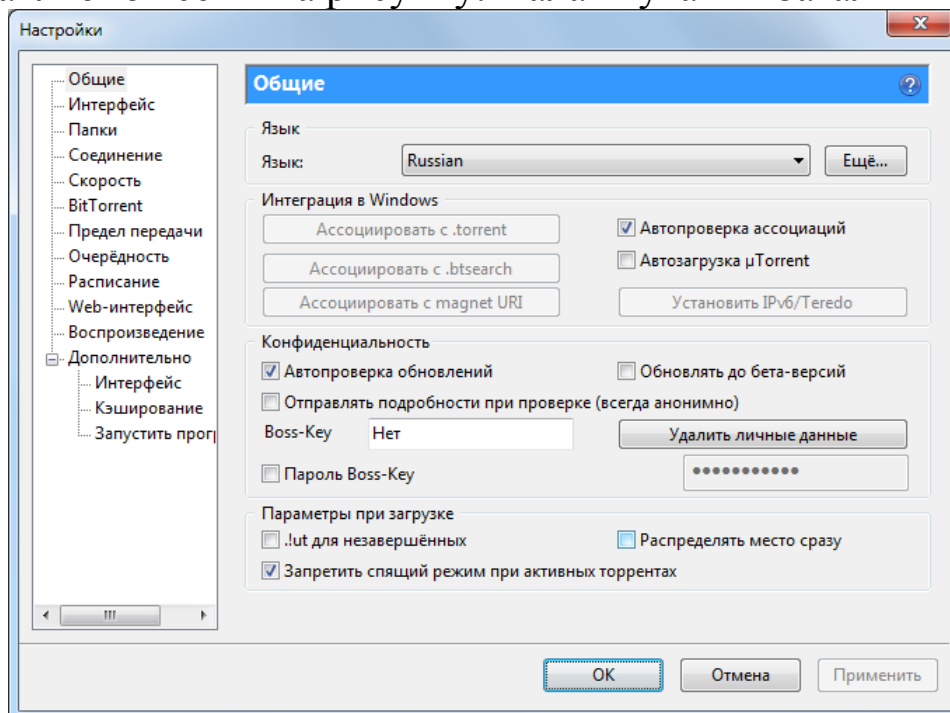 Настройки
Общие
Интерфейс
Папки
Соединение
Скорость
BitTorrent
Предел передачи
Очерёдность
Расписание
Web-интерфейс
Воспроизведение
Дополнительно
Интерфейс
Кэширование
Запустить прог
Общие
Язык
Язык: Russian Ещё...
Интеграция в Windows
Ассоциировать с .torrent Автопроверка ассоциаций
Ассоциировать с .btsearch Автозагрузка µTorrent
Ассоциировать с magnet URI Установить IPv6/Teredo
Конфиденциальность
Автопроверка обновлений Обновлять до бета-версий
Отправлять подробности при проверке (всегда анонимно)
Boss-Key Нет Удалить личные данные
Пароль Boss-Key
Параметры при загрузке
.!ut для незавершённых Распределять место сразу
Запретить спящий режим при активных торрентах
OK Отмена Применить